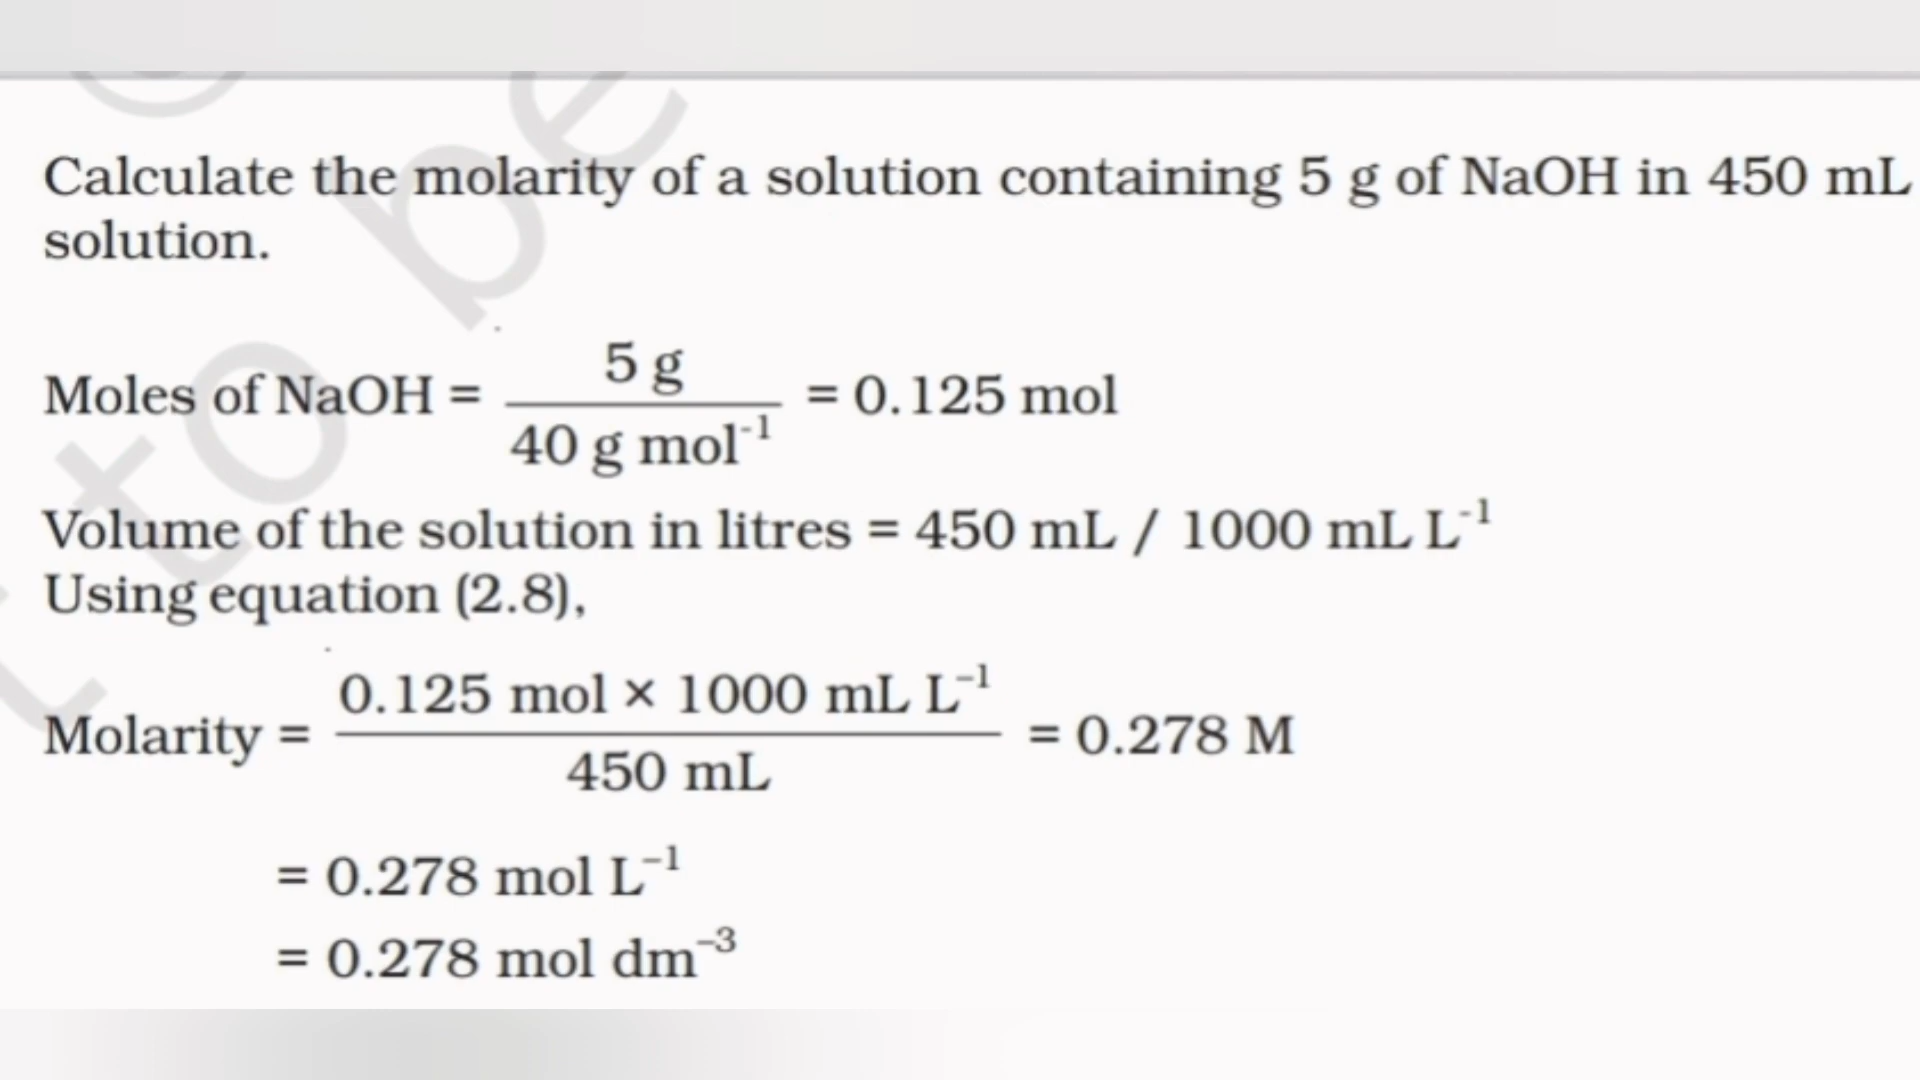 Calculate the molarity of a solution containing 5 g of NaOH in 450 mL
solution.
Moles of NaOH = 5 g / 40 g mol⁻¹ = 0.125 mol
Volume of the solution in litres = 450 mL / 1000 mL L⁻¹
Using equation (2.8),
Molarity = 0.125 mol × 1000 mL L⁻¹ / 450 mL = 0.278 M
= 0.278 mol L⁻¹
= 0.278 mol dm⁻³
to be